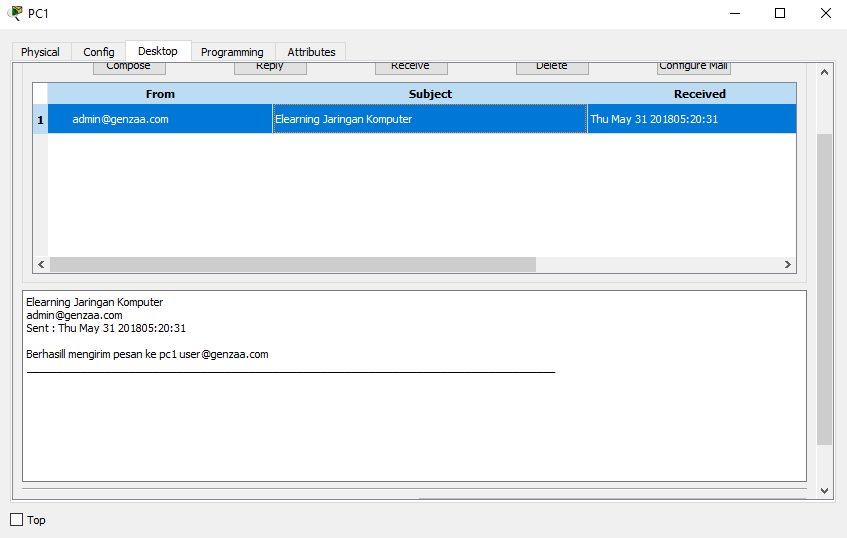 PC1
Physical Config Desktop Programming Attributes
Compose Reply Receive Delete Configure Mail
From Subject Received
1 admin@genzaa.com Elearning Jaringan Komputer Thu May 31 201805:20:31
Elearning Jaringan Komputer
admin@genzaa.com
Sent : Thu May 31 201805:20:31
Berhasill mengirim pesan ke pc1 user@genzaa.com
Top